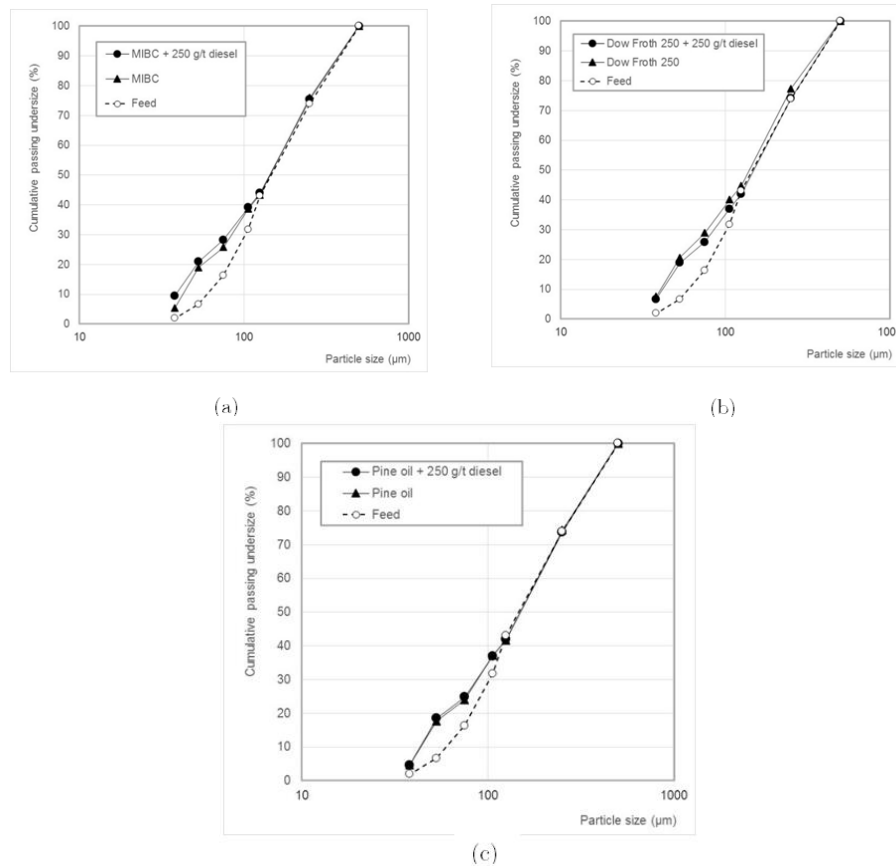 MIBC + 250 g/t diesel
MIBC
Feed
Cumulative passing undersize (%)
100
90
80
70
60
50
40
30
20
10
0
10
100
1000
Particle size (µm)
(a)
Dow Froth 250 + 250 g/t diesel
Dow Froth 250
Feed
Cumulative passing undersize (%)
100
90
80
70
60
50
40
30
20
10
0
10
100
100
Particle size (µm)
(b)
Pine oil + 250 g/t diesel
Pine oil
Feed
Cumulative passing undersize (%)
100
90
80
70
60
50
40
30
20
10
0
10
100
1000
Particle size (µm)
(c)